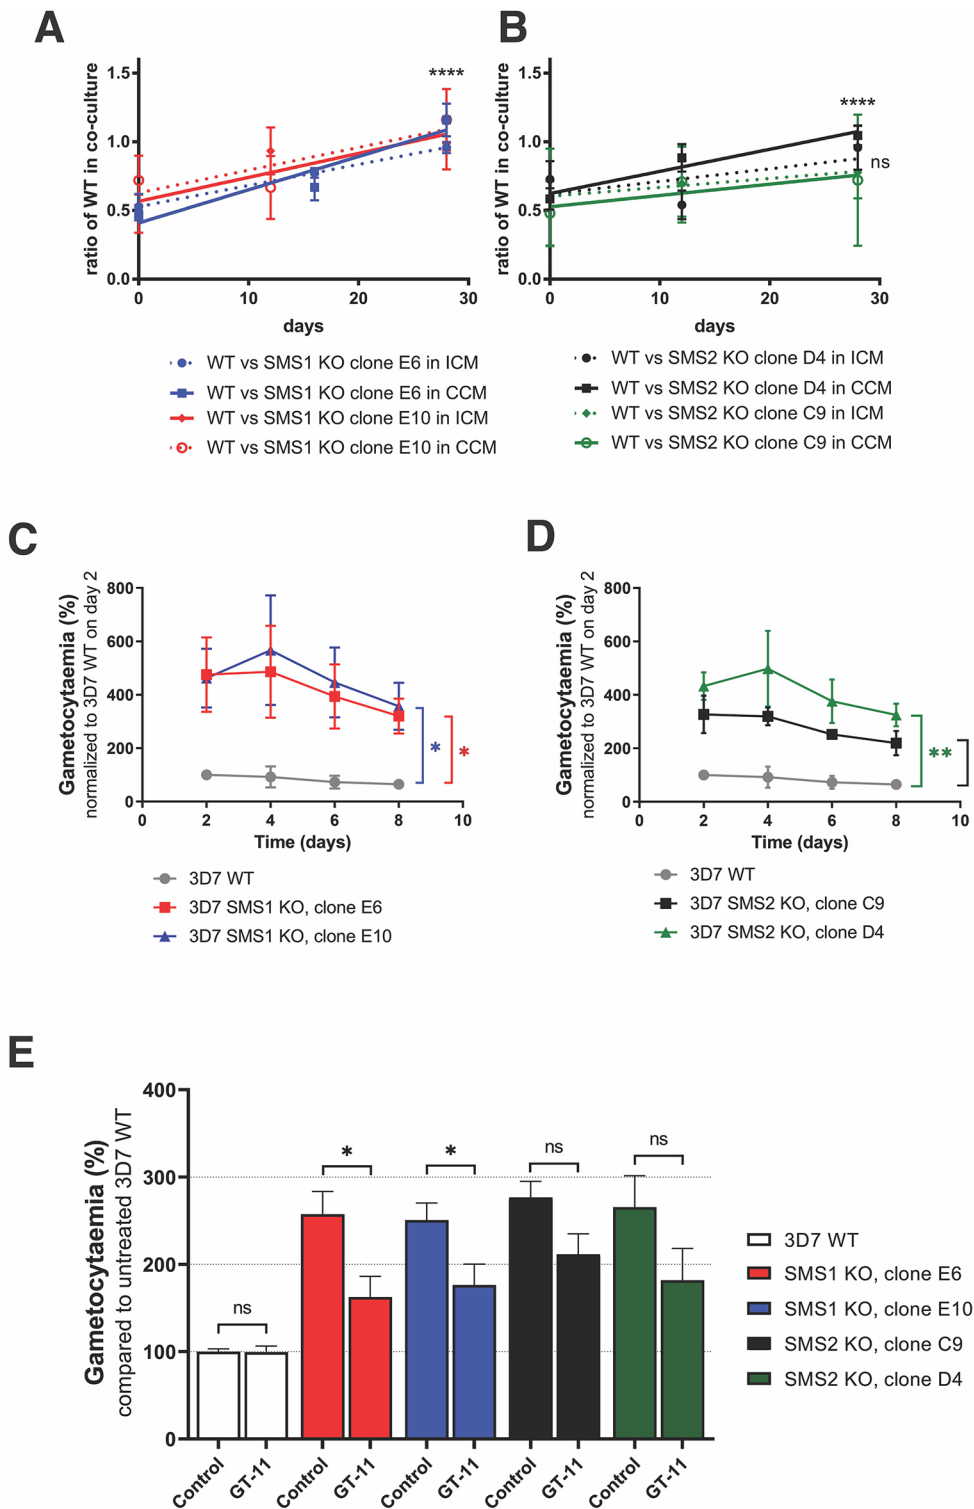 A
B
ratio of WT in co-culture
1.5
1.0
0.5
0.0
0
10
20
30
days
****
ratio of WT in co-culture
1.5
1.0
0.5
0.0
0
10
20
30
days
****
ns
WT vs SMS1 KO clone E6 in ICM
WT vs SMS1 KO clone E6 in CCM
WT vs SMS1 KO clone E10 in ICM
WT vs SMS1 KO clone E10 in CCM
WT vs SMS2 KO clone D4 in ICM
WT vs SMS2 KO clone D4 in CCM
WT vs SMS2 KO clone C9 in ICM
WT vs SMS2 KO clone C9 in CCM
C
D
Gametocytaemia (%)
normalized to 3D7 WT on day 2
800
600
400
200
0
0
2
4
6
8
10
Time (days)
*
*
3D7 WT
3D7 SMS1 KO, clone E6
3D7 SMS1 KO, clone E10
Gametocytaemia (%)
normalized to 3D7 WT on day 2
800
600
400
200
0
0
2
4
6
8
10
Time (days)
**
3D7 WT
3D7 SMS2 KO, clone C9
3D7 SMS2 KO, clone D4
E
Gametocytaemia (%)
compared to untreated 3D7 WT
400
300
200
100
0
ns
*
*
ns
ns
Control
GT-11
Control
GT-11
Control
GT-11
Control
GT-11
Control
GT-11
3D7 WT
SMS1 KO, clone E6
SMS1 KO, clone E10
SMS2 KO, clone C9
SMS2 KO, clone D4